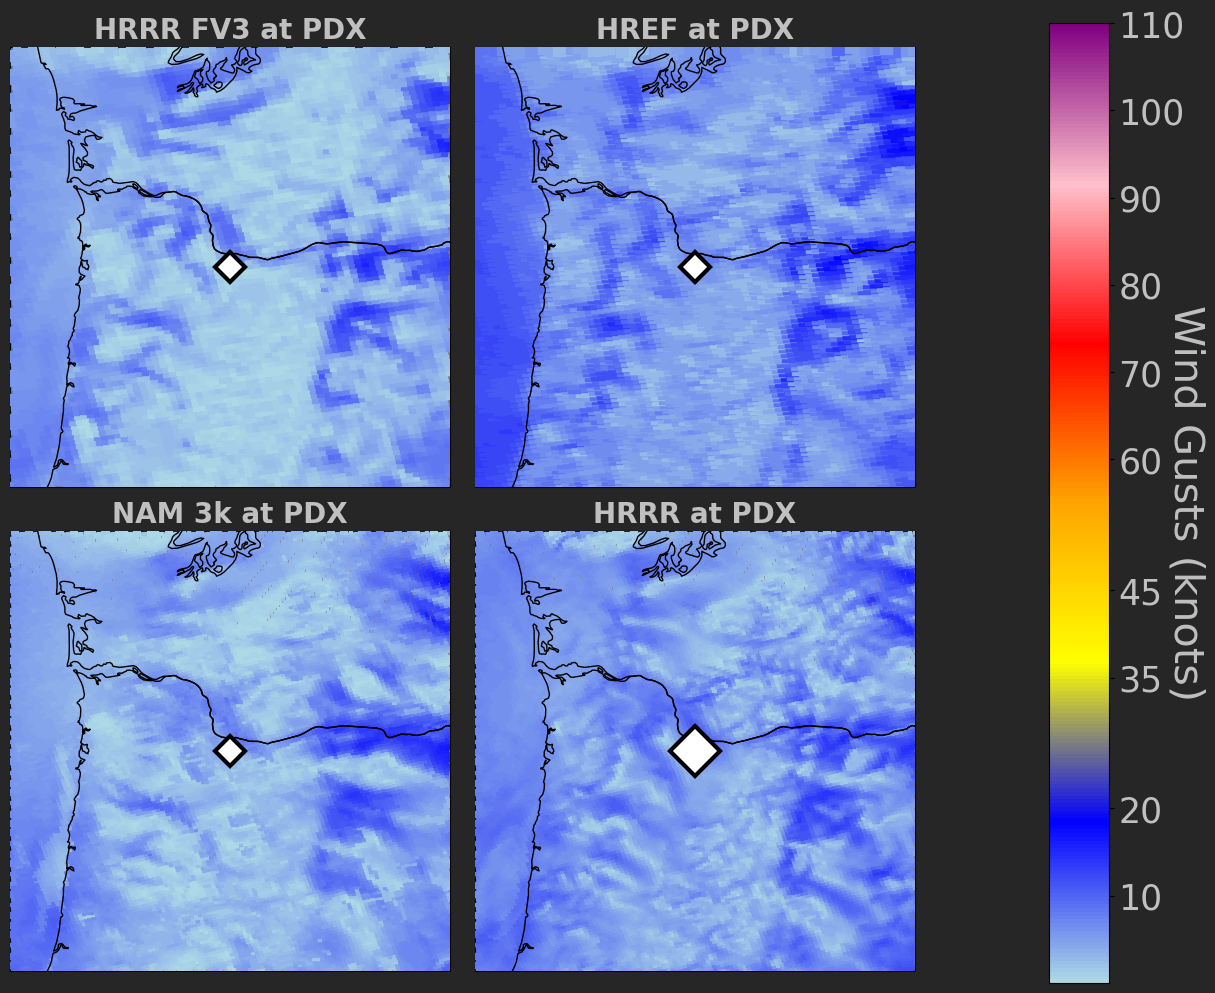 HRRR FV3 at PDX
HREF at PDX
NAM 3k at PDX
HRRR at PDX
110
100
90
80
70
60
45
35
20
10
Wind Gusts (knots)